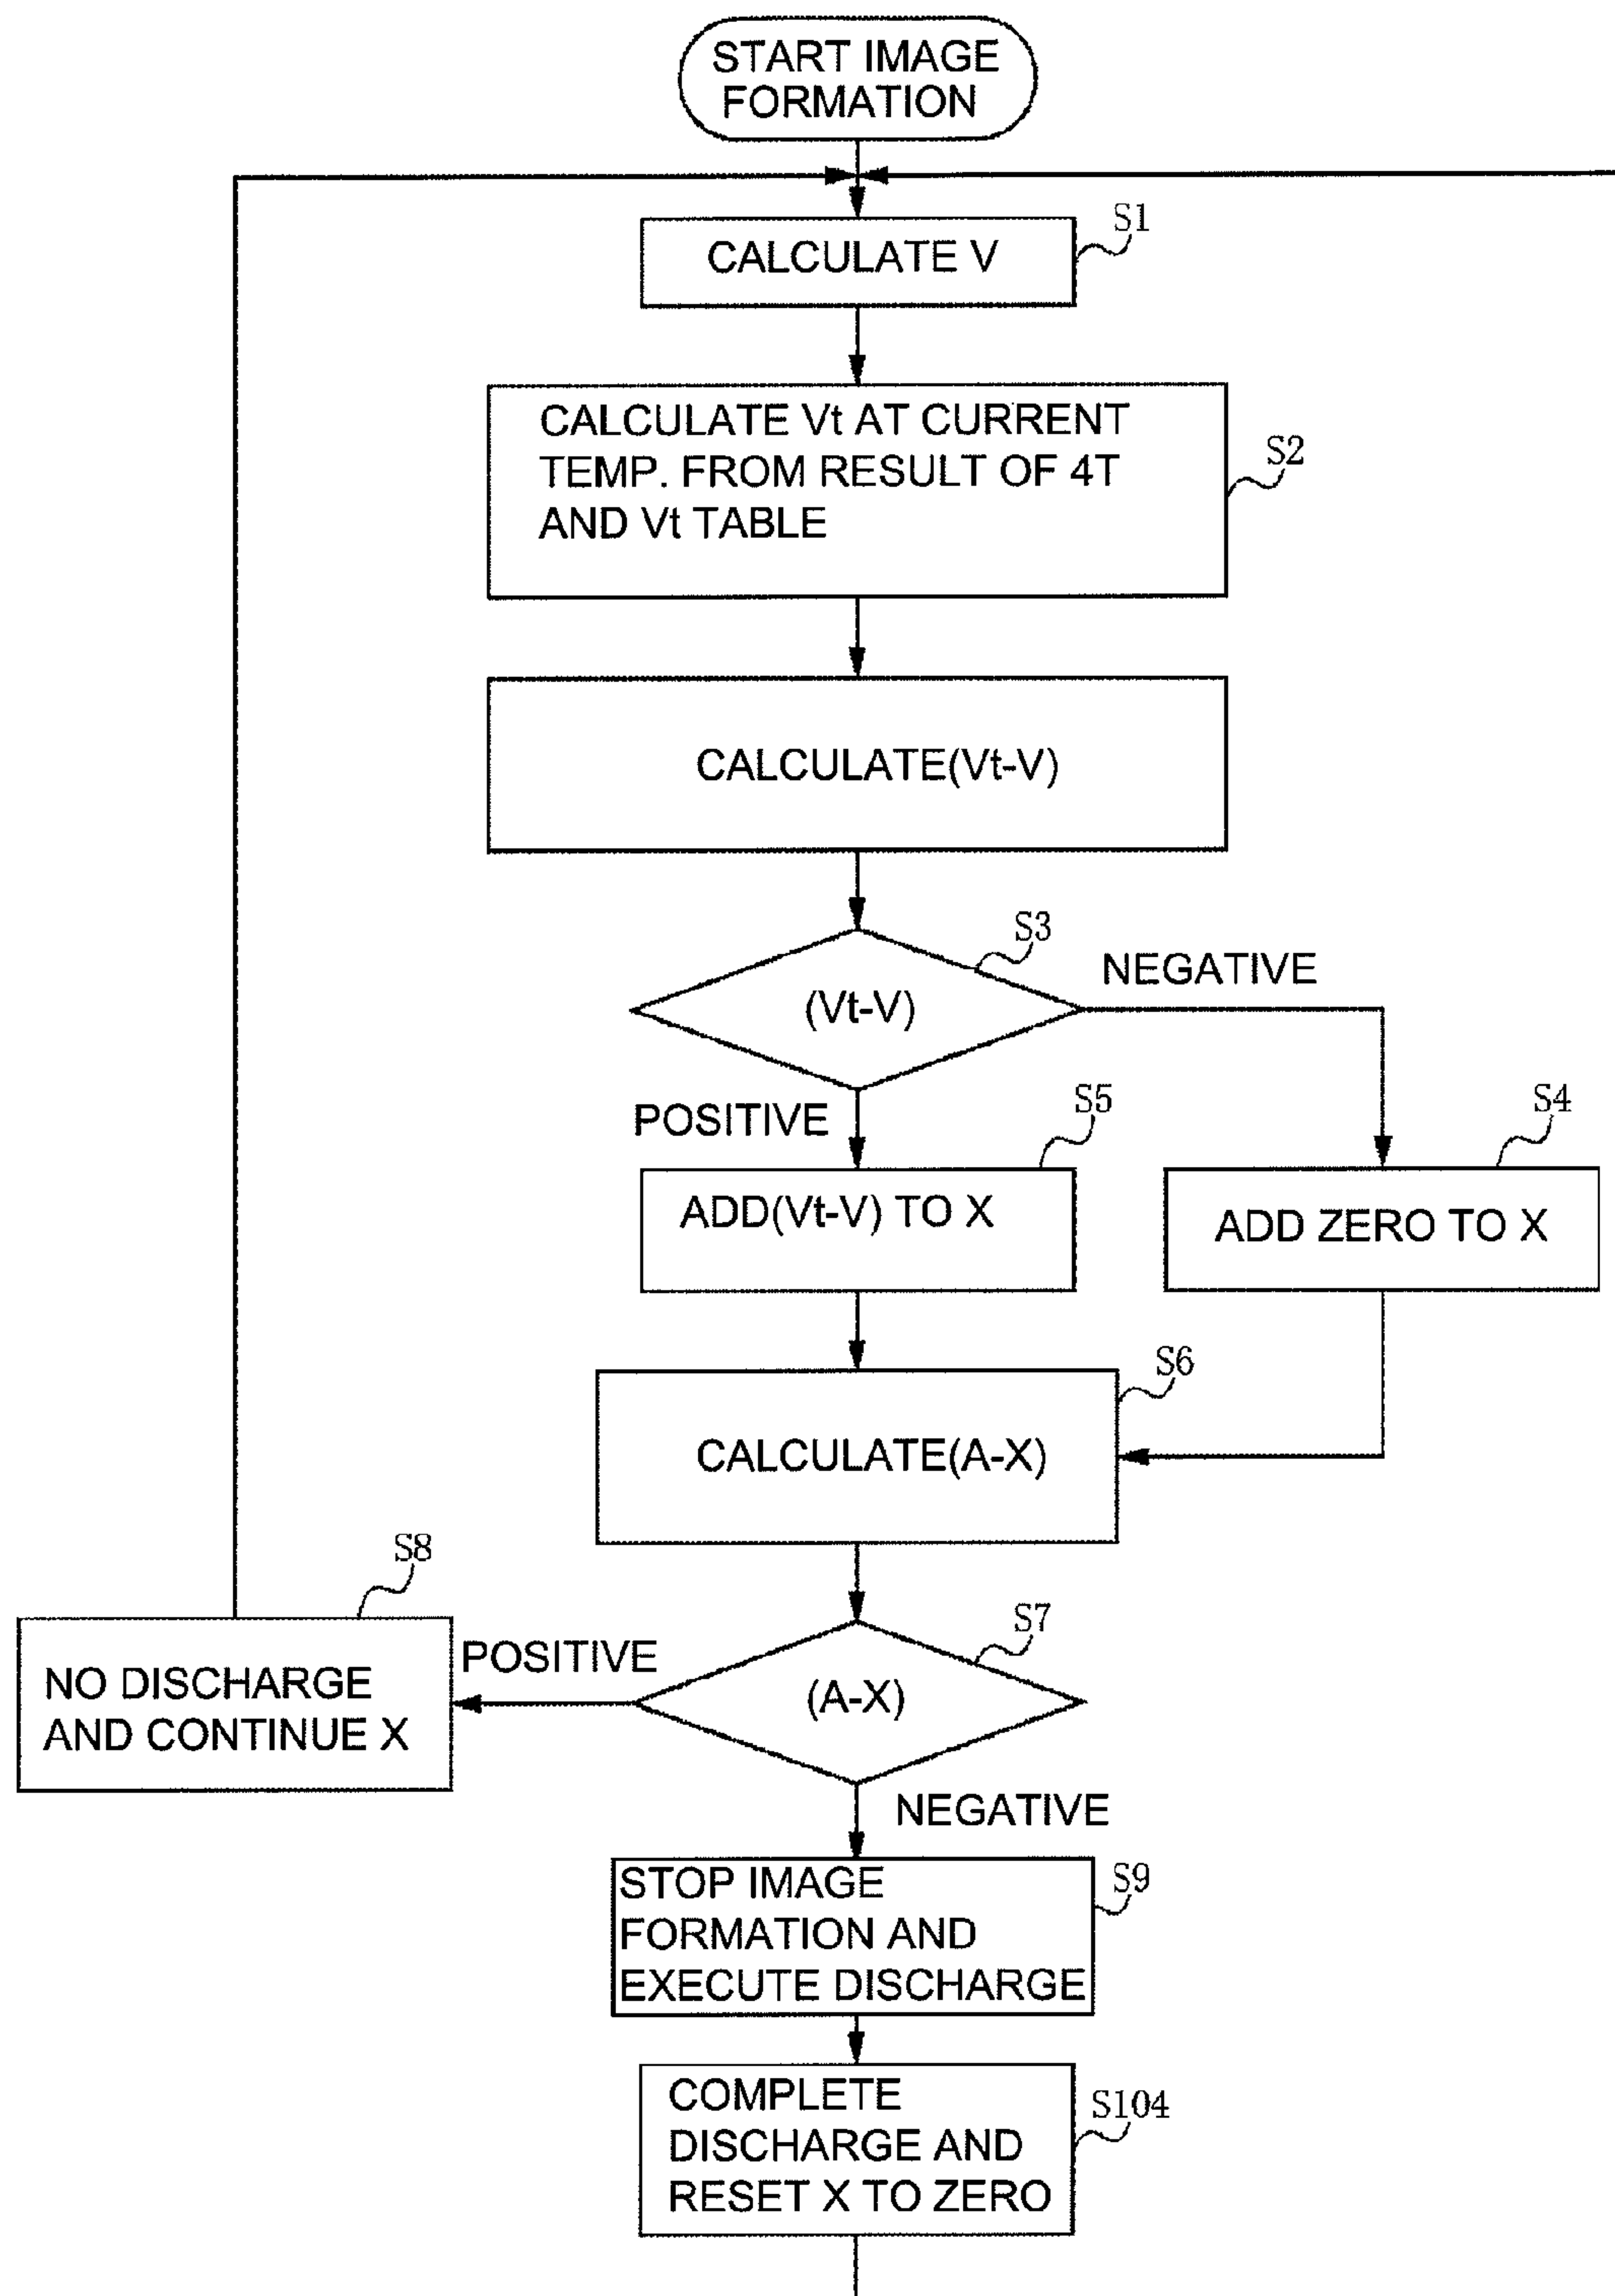 START IMAGE
FORMATION
S1
CALCULATE V
S2
CALCULATE Vt AT CURRENT
TEMP. FROM RESULT OF 4T
AND Vt TABLE
CALCULATE(Vt-V)
S3
NEGATIVE
(Vt-V)
POSITIVE
S5
S4
ADD(Vt-V) TO X
ADD ZERO TO X
S6
CALCULATE(A-X)
S8
S7
POSITIVE
NO DISCHARGE
AND CONTINUE X
(A-X)
NEGATIVE
S9
STOP IMAGE
FORMATION AND
EXECUTE DISCHARGE
S104
COMPLETE
DISCHARGE AND
RESET X TO ZERO